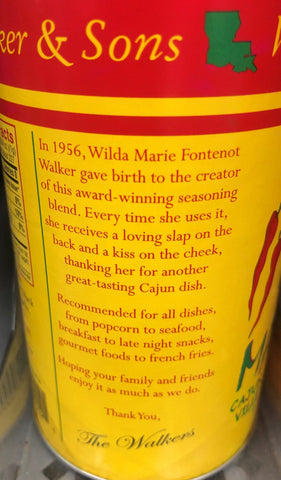 ker & Sons
In 1956, Wilda Marie Fontenot
Walker gave birth to the creator
of this award-winning seasoning
blend. Every time she uses it,
she receives a loving slap on the
back and a kiss on the cheek,
thanking her for another
great-tasting Cajun dish.
Recommended for all dishes,
from popcorn to seafood,
breakfast to late night snacks,
gourmet foods to french fries.
Hoping your family and friends
enjoy it as much as we do.
Thank You,
The Walkers